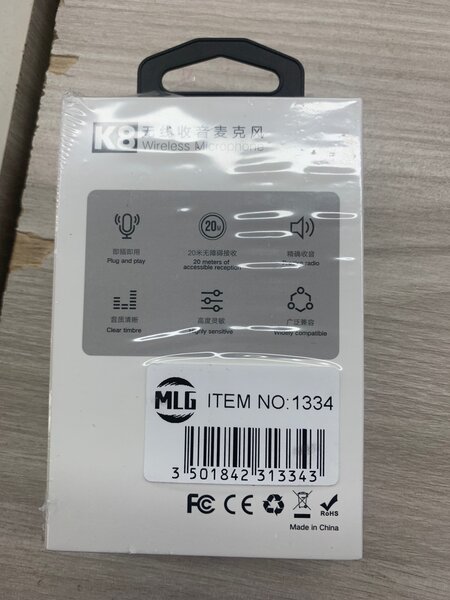 K8 无线收音麦克风
Wireless Microphone
20M
即插即用
Plug and play
20米无障碍接收
20 meters of
accessible reception
精确收音
radio
音质清晰
Clear timbre
高度灵敏
Highly sensitive
广泛兼容
Widely compatible
MLG ITEM NO:1334
3 501842 313343
FC CE RoHS
Made in China